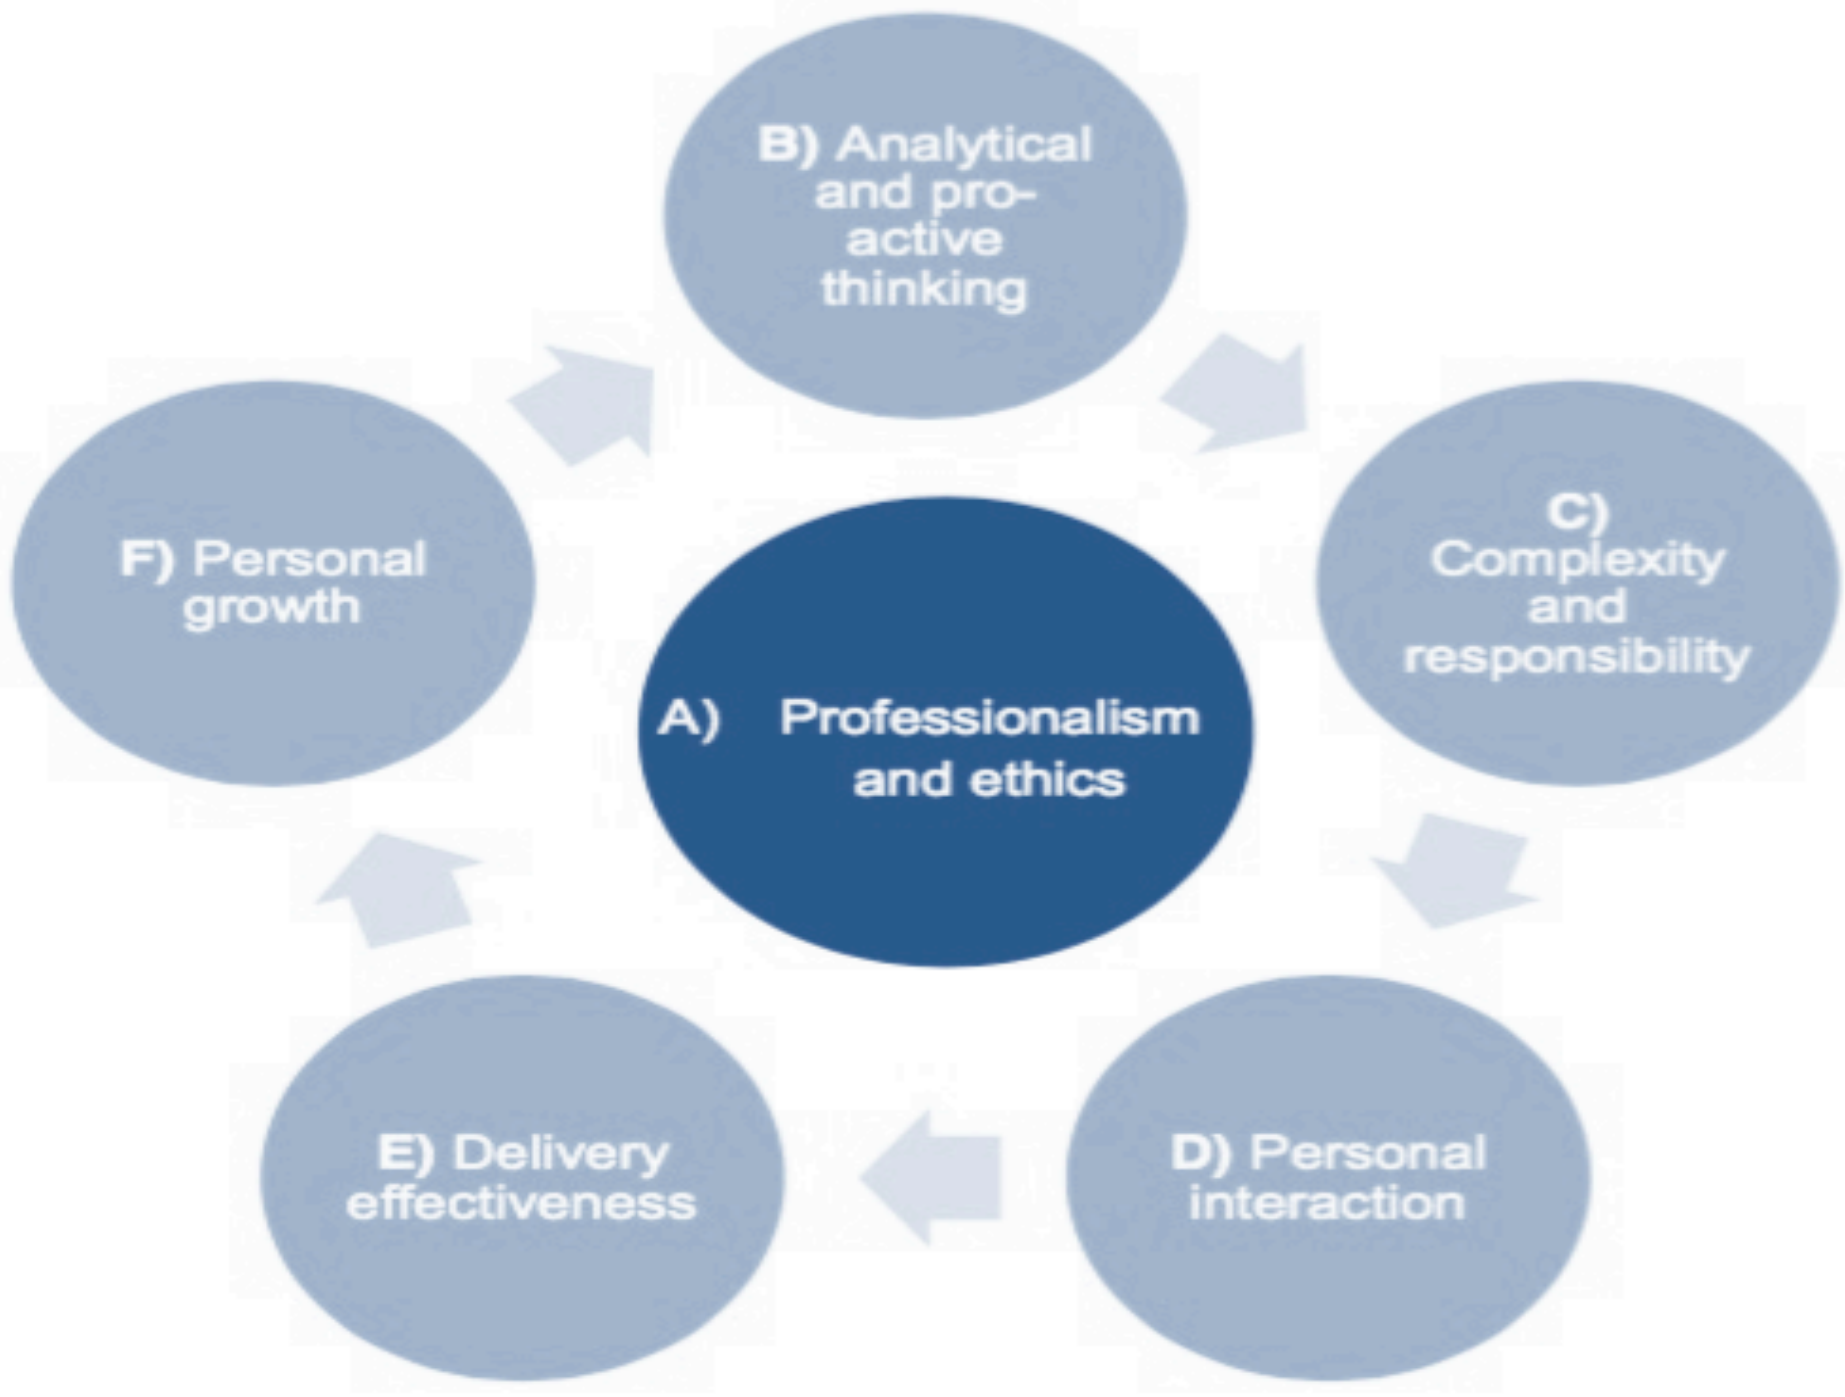 B) Analytical
and pro-
active
thinking
C)
Complexity
and
responsibility
F) Personal
growth
A) Professionalism
and ethics
E) Delivery
effectiveness
D) Personal
interaction